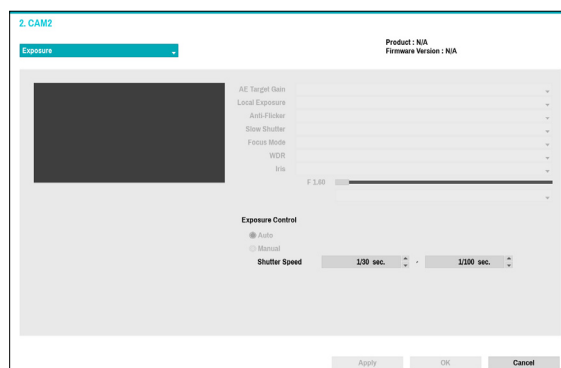 2. CAM2
Exposure
Product : N/A
Firmware Version : N/A
AE Target Gain
Local Exposure
Anti-Flicker
Slow Shutter
Focus Mode
WDR
Iris
F 1.60
Exposure Control
Auto
Manual
Shutter Speed 1/30 sec. - 1/100 sec.
Apply OK Cancel